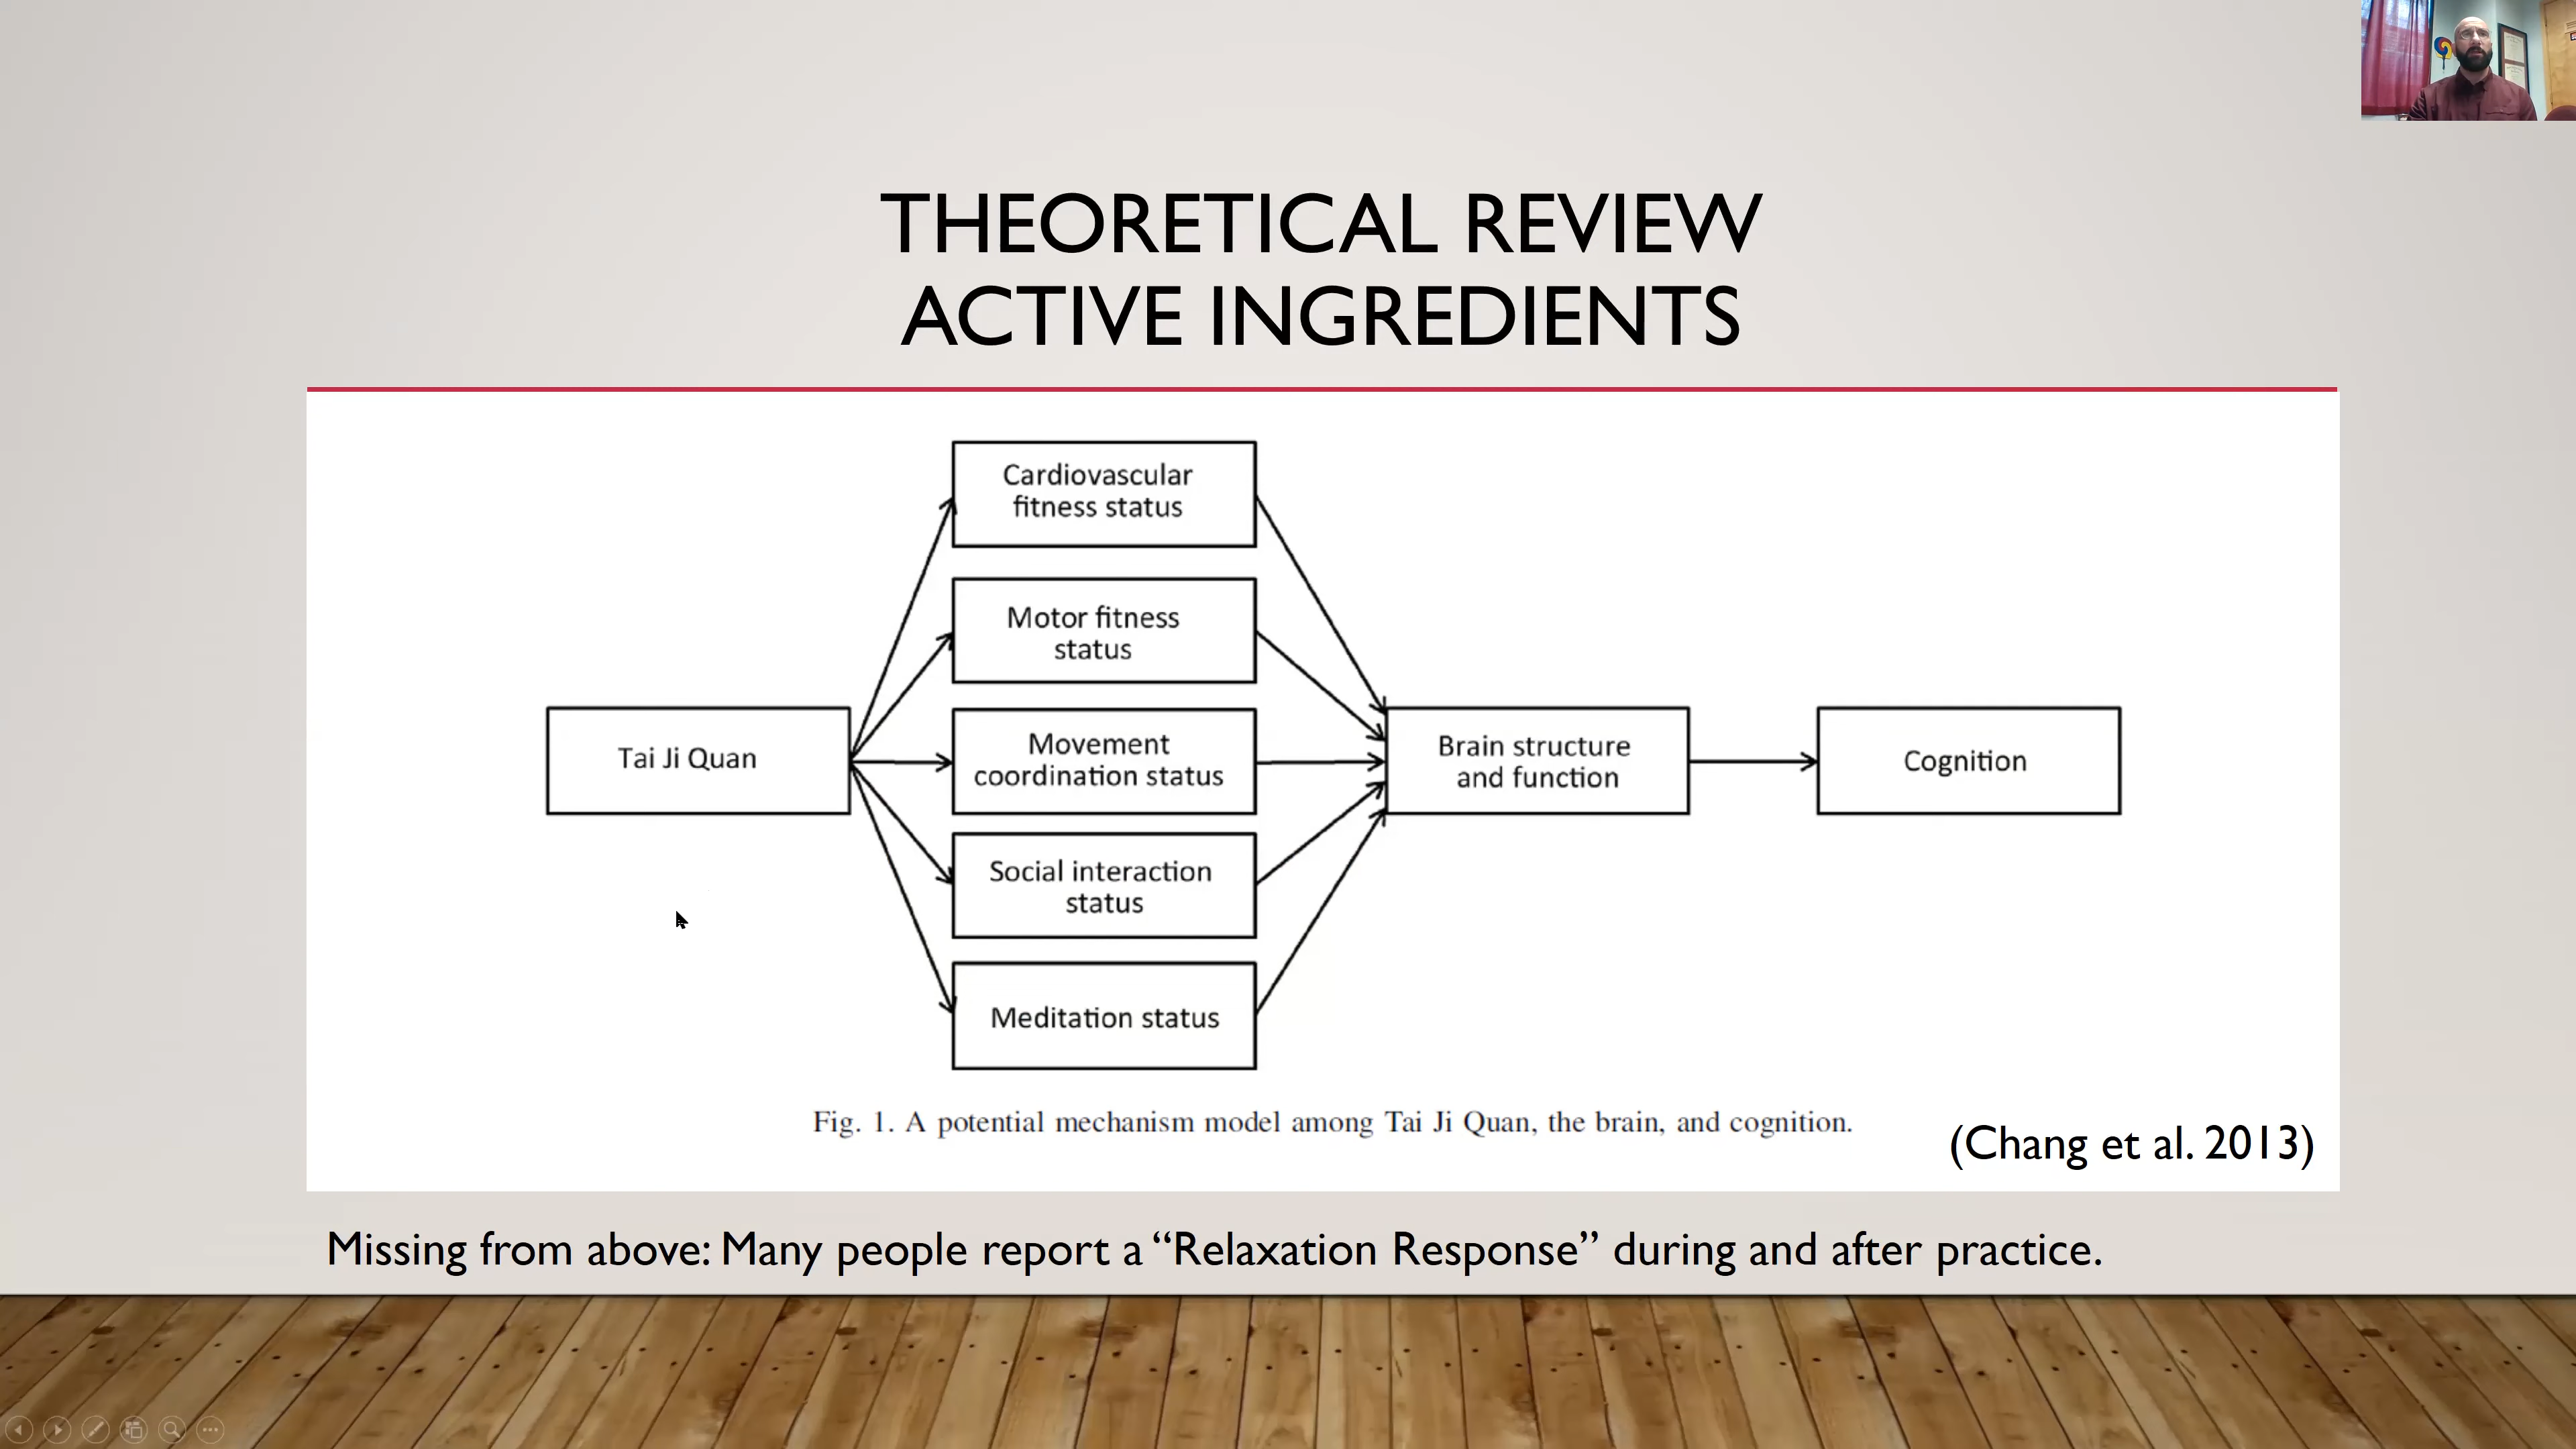 THEORETICAL REVIEW
ACTIVE INGREDIENTS
Cardiovascular
fitness status
Motor fitness
status
Tai Ji Quan
Movement
coordination status
Brain structure
and function
Cognition
Social interaction
status
Meditation status
Fig. 1. A potential mechanism model among Tai Ji Quan, the brain, and cognition.
(Chang et al. 2013)
Missing from above: Many people report a “Relaxation Response” during and after practice.